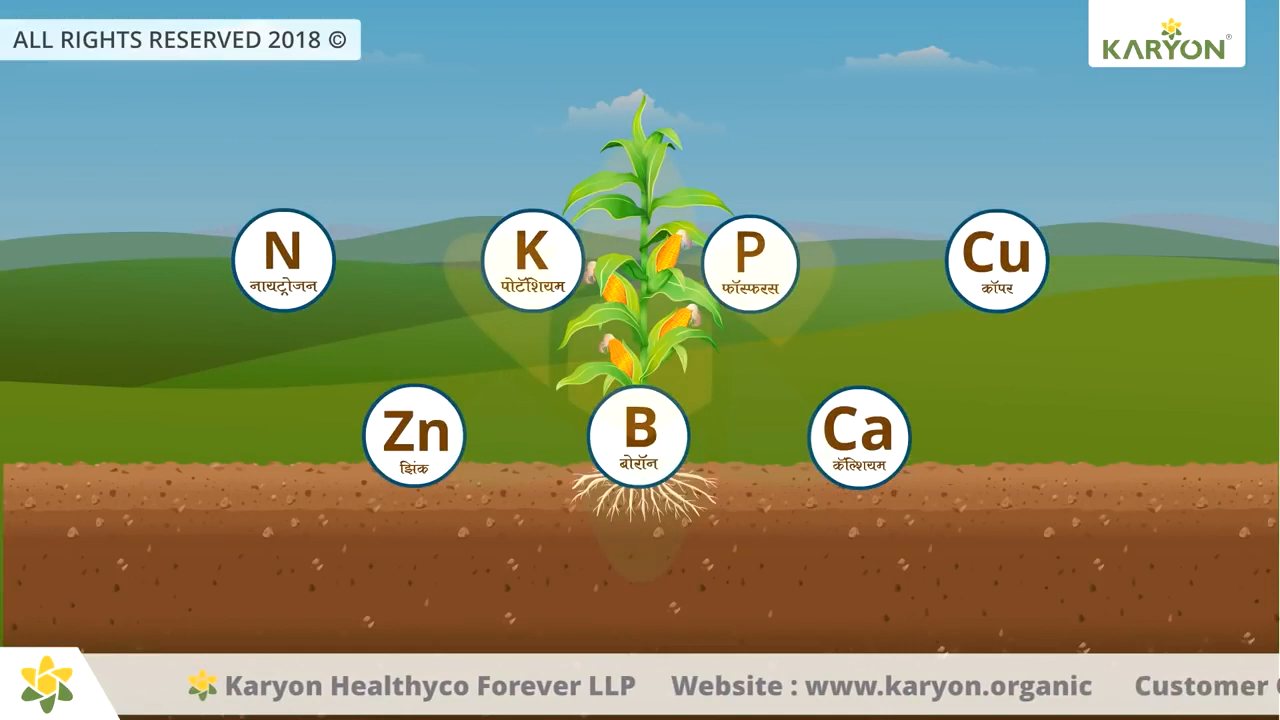 ALL RIGHTS RESERVED 2018 ©
KARYON®
N
नायट्रोजन
K
पोटॅशियम
P
फॉस्फरस
Cu
कॉपर
Zn
झिंक
B
बोरॉन
Ca
कॅल्शियम
Karyon Healthyco Forever LLP Website : www.karyon.organic Customer